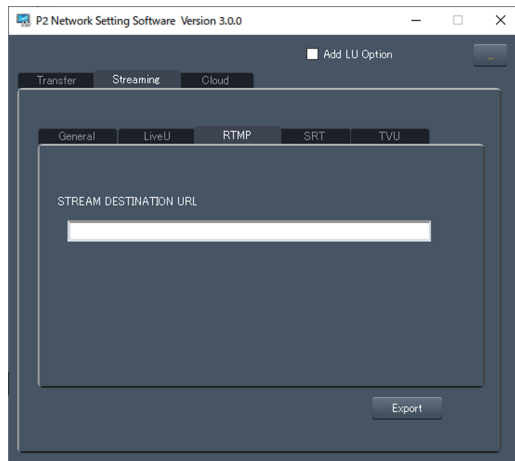 P2 Network Setting Software Version 3.0.0
Add LU Option
Transfer Streaming Cloud
General LiveU RTMP SRT TVU
STREAM DESTINATION URL
Export